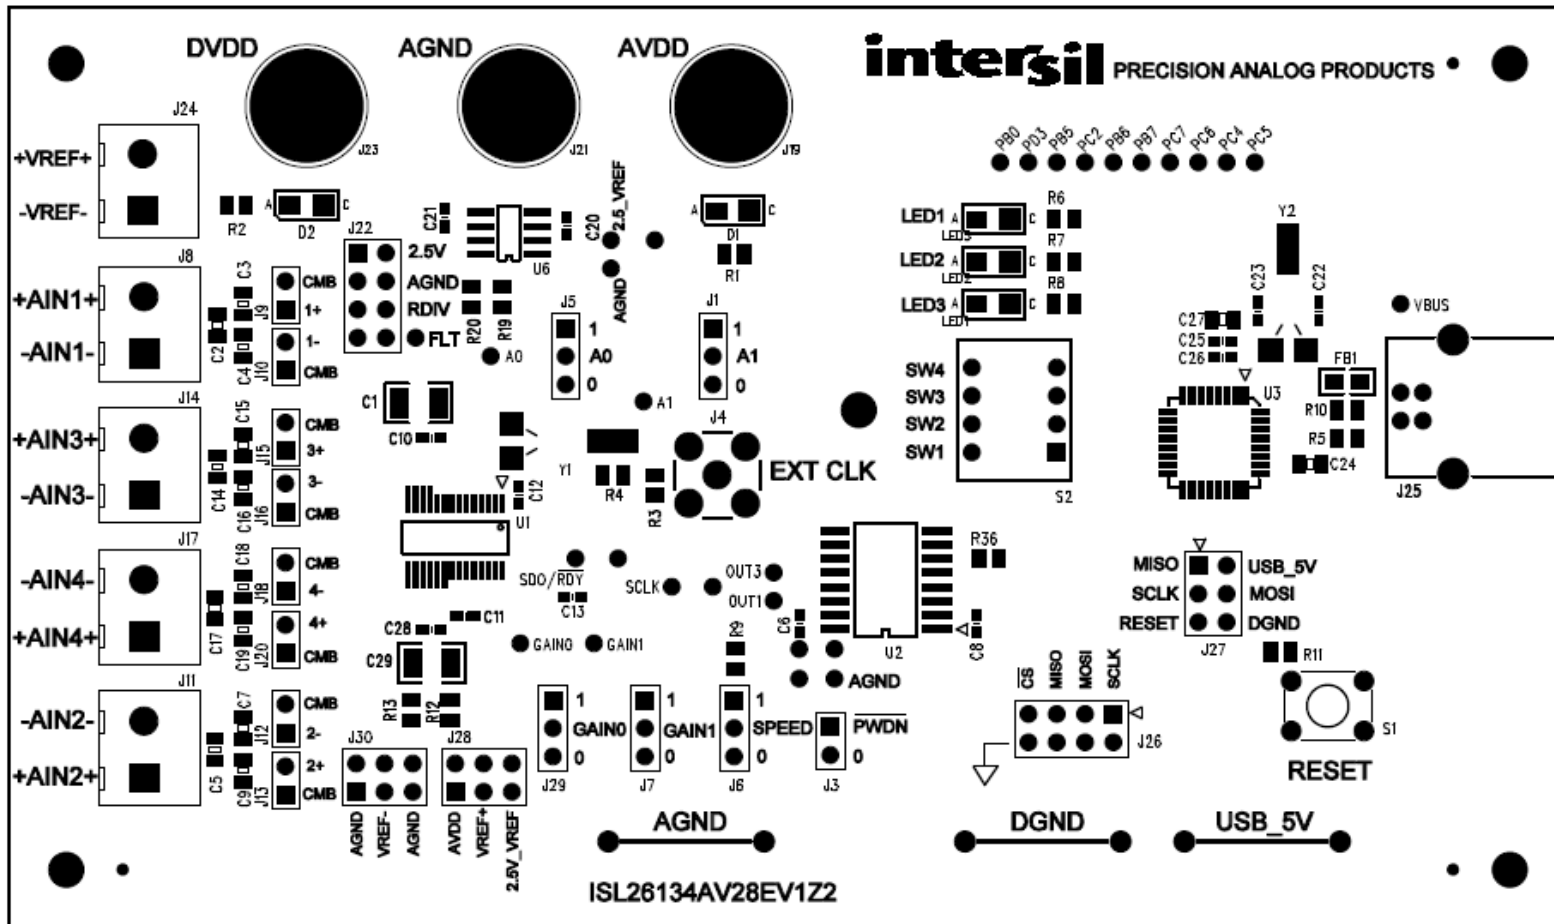 DVDD
AGND
AVDD
intersil PRECISION ANALOG PRODUCTS
J24
J23
J21
J19
+VREF+
-VREF-
R2
A
C
D2
C21
C20
2.5_VREF
A
C
D1
R1
PB0
PD3
PB5
PC2
PB6
PB7
PC7
PC6
PC4
PC5
LED1
A
C
LED3
R6
LED2
A
C
LED2
R7
LED3
A
C
LED1
R8
Y2
C23
C22
VBUS
J22
2.5V
AGND
RDIV
FLT
U6
R20
R19
A0
AGND
J5
1
A0
0
J1
1
A1
0
A1
J8
+AIN1+
-AIN1-
C3
C2
C4
J9
CMB
1+
1-
J10
CMB
C27
C25
C26
FB1
U3
R10
R5
C24
J25
SW4
SW3
SW2
SW1
S2
J14
+AIN3+
-AIN3-
C15
C14
C16
J15
CMB
3+
3-
J16
CMB
C1
C10
Y1
R4
R3
C12
U1
J4
EXT CLK
J17
-AIN4-
+AIN4+
C18
C17
C19
J18
CMB
4-
4+
J20
CMB
SDO/RDY
C13
SCLK
OUT3
OUT1
C11
C28
C29
GAIN0
GAIN1
R9
C6
U2
C8
R36
AGND
MISO
USB_5V
SCLK
MOSI
RESET
DGND
J27
R11
S1
RESET
J11
-AIN2-
+AIN2+
C7
C5
C9
J12
CMB
2-
2+
J13
CMB
R13
R12
J30
J28
AGND
VREF-
AGND
AVDD
VREF+
2.5V_VREF
1
GAIN0
0
J29
1
GAIN1
0
J7
1
SPEED
0
J6
PWDN
0
J3
CS
MISO
MOSI
SCLK
J26
AGND
DGND
USB_5V
ISL26134AV28EV1Z2